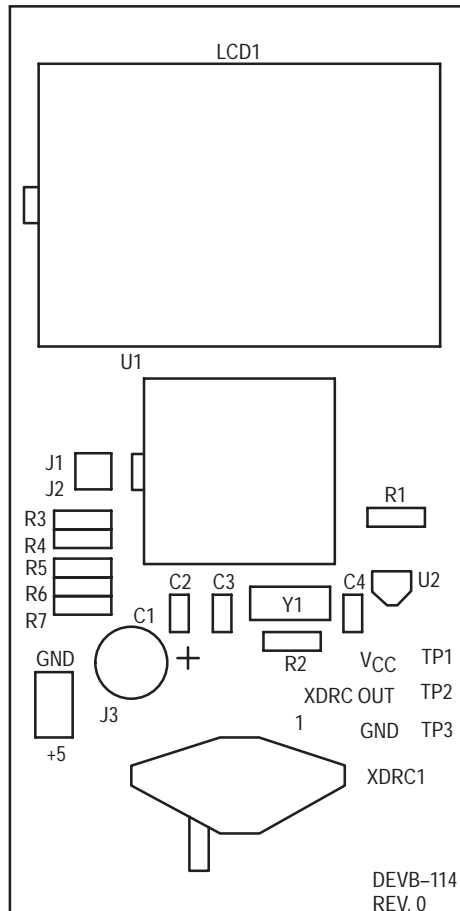 LCD1
U1
J1
J2
R1
R3
R4
R5
R6
R7
C2 C3 C4 U2
Y1
C1
R2
GND
VCC TP1
XDRC OUT TP2
J3
1 GND TP3
+5
XDRC1
DEVB–114
REV. 0